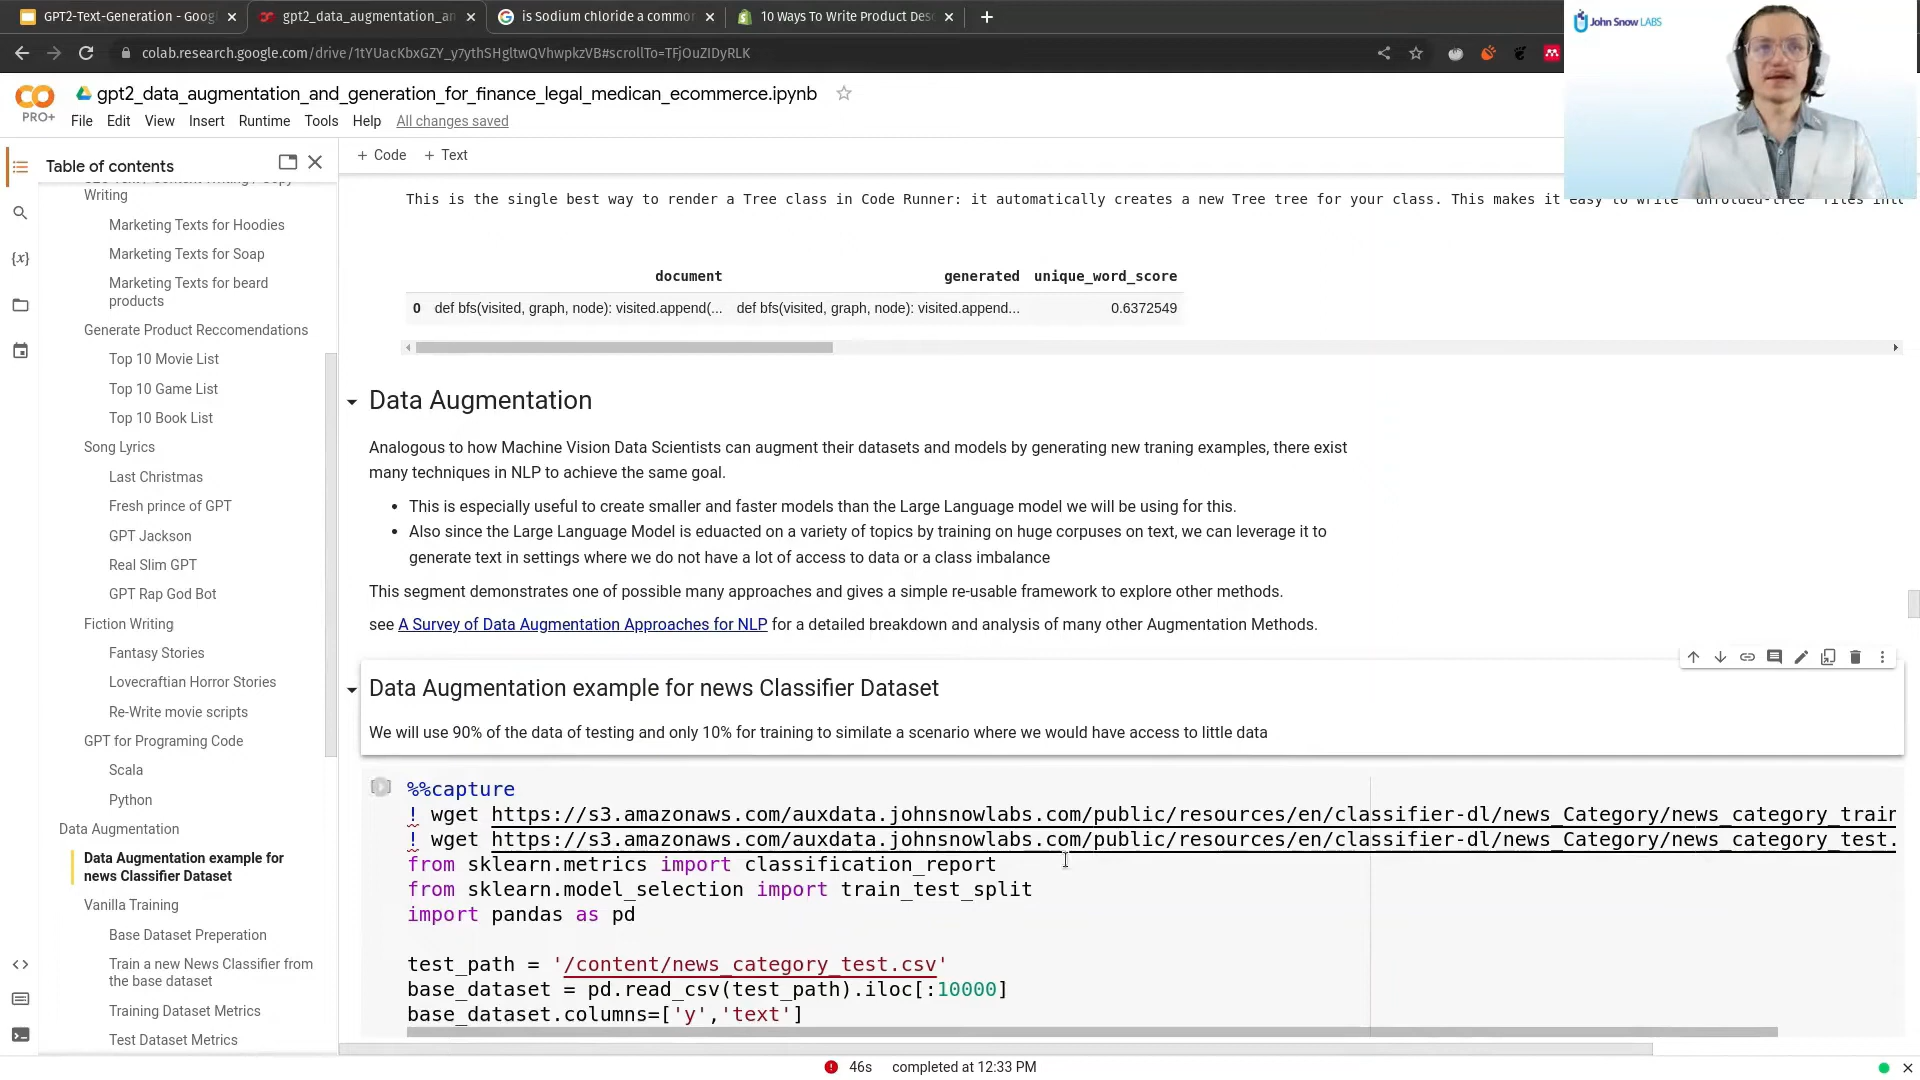 GPT2-Text-Generation - Goog
gpt2_data_augmentation_an
is Sodium chloride a commo
10 Ways To Write Product Des
colab.research.google.com/drive/1tYUacKbxGZY_y7ythSHgltwQVhwpkzVB#scrollTo=TFjOuZIDyRLK
John Snow LABS
CO
PRO+
gpt2_data_augmentation_and_generation_for_finance_legal_medican_ecommerce.ipynb
File Edit View Insert Runtime Tools Help All changes saved
Table of contents
+ Code + Text
Writing
Marketing Texts for Hoodies
Marketing Texts for Soap
Marketing Texts for beard
products
Generate Product Reccomendations
Top 10 Movie List
Top 10 Game List
Top 10 Book List
Song Lyrics
Last Christmas
Fresh prince of GPT
GPT Jackson
Real Slim GPT
GPT Rap God Bot
Fiction Writing
Fantasy Stories
Lovecraftian Horror Stories
Re-Write movie scripts
GPT for Programing Code
Scala
Python
Data Augmentation
Data Augmentation example for
news Classifier Dataset
Vanilla Training
Base Dataset Preperation
Train a new News Classifier from
the base dataset
Training Dataset Metrics
Test Dataset Metrics
This is the single best way to render a Tree class in Code Runner: it automatically creates a new Tree tree for your class. This makes it easy to write
document generated unique_word_score
0 def bfs(visited, graph, node): visited.append(... def bfs(visited, graph, node): visited.append... 0.6372549
Data Augmentation
Analogous to how Machine Vision Data Scientists can augment their datasets and models by generating new traning examples, there exist
many techniques in NLP to achieve the same goal.
• This is especially useful to create smaller and faster models than the Large Language model we will be using for this.
• Also since the Large Language Model is eduacted on a variety of topics by training on huge corpuses on text, we can leverage it to
generate text in settings where we do not have a lot of access to data or a class imbalance
This segment demonstrates one of possible many approaches and gives a simple re-usable framework to explore other methods.
see A Survey of Data Augmentation Approaches for NLP for a detailed breakdown and analysis of many other Augmentation Methods.
Data Augmentation example for news Classifier Dataset
We will use 90% of the data of testing and only 10% for training to similate a scenario where we would have access to little data
%%capture
! wget https://s3.amazonaws.com/auxdata.johnsnowlabs.com/public/resources/en/classifier-dl/news_Category/news_category_train
! wget https://s3.amazonaws.com/auxdata.johnsnowlabs.com/public/resources/en/classifier-dl/news_Category/news_category_test.
from sklearn.metrics import classification_report
from sklearn.model_selection import train_test_split
import pandas as pd
test_path = '/content/news_category_test.csv'
base_dataset = pd.read_csv(test_path).iloc[:10000]
base_dataset.columns=['y','text']
46s completed at 12:33 PM